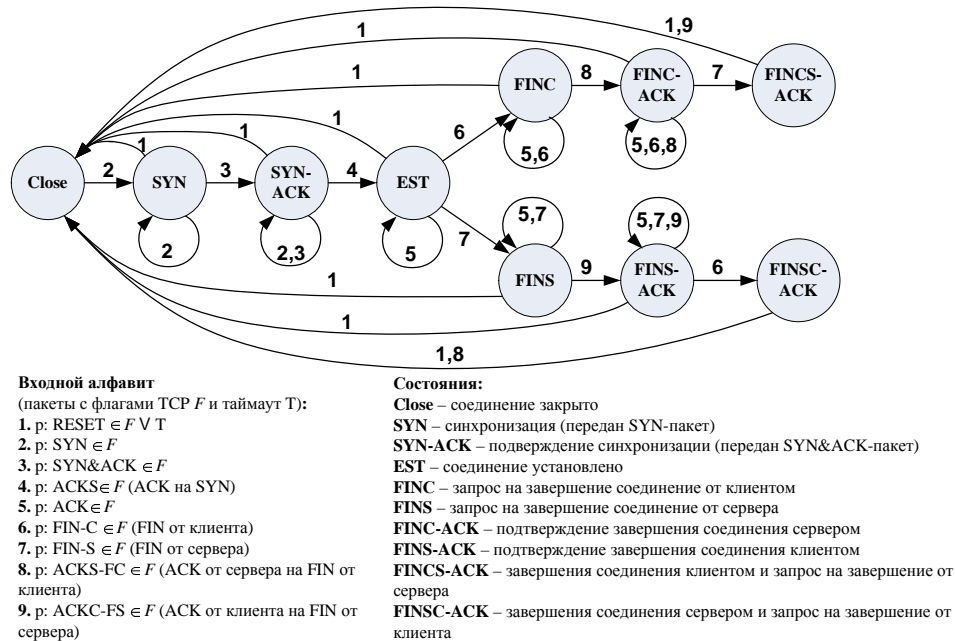 1,9
1
1
1
1
1
FINC
8
FINC-
ACK
7
FINCS-
ACK
6
5,6
5,6,8
Close
2
SYN
3
SYN-
ACK
4
EST
2
2,3
5
7
5,7
5,7,9
FINS
9
FINS-
ACK
6
FINSC-
ACK
1
1
1,8
Входной алфавит
(пакеты с флагами TCP F и таймаут T):
1. p: RESET ∈ F V T
2. p: SYN ∈ F
3. p: SYN&ACK ∈ F
4. p: ACKS∈ F (ACK на SYN)
5. p: ACK∈ F
6. p: FIN-C ∈ F (FIN от клиента)
7. p: FIN-S ∈ F (FIN от сервера)
8. p: ACKS-FC ∈ F (ACK от сервера на FIN от
клиента)
9. p: ACKC-FS ∈ F (ACK от клиента на FIN от
сервера)
Состояния:
Close – соединение закрыто
SYN – синхронизация (передан SYN-пакет)
SYN-ACK – подверждение синхронизации (передан SYN&ACK-пакет)
EST – соединение установлено
FINC – запрос на завершение соединение от клиентом
FINS – запрос на завершение соединение от сервера
FINC-ACK – подтверждение завершения соединения сервером
FINS-ACK – подтверждение завершения соединения клиентом
FINCS-ACK – завершения соединения клиентом и запрос на завершение от
сервера
FINSC-ACK – завершения соединения сервером и запрос на завершение от
клиента